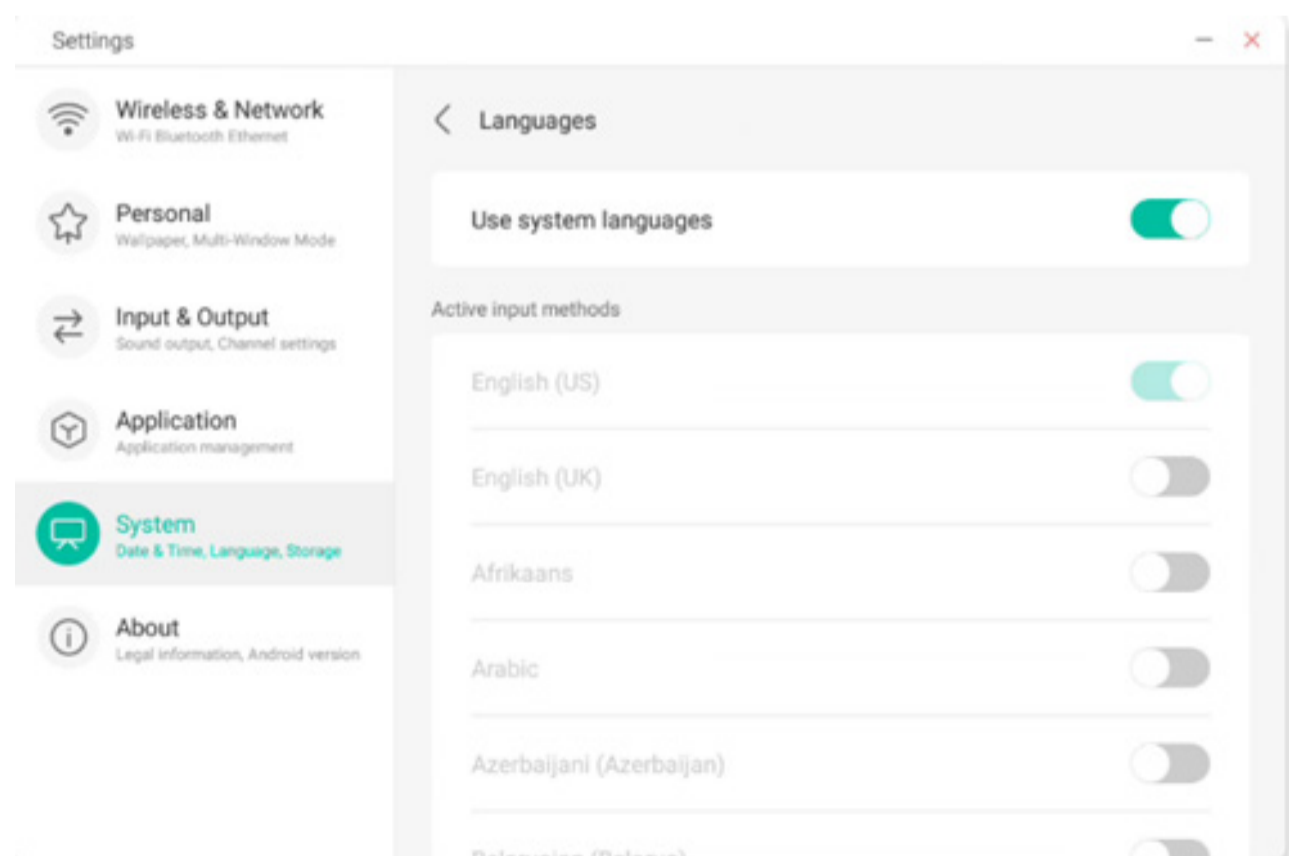 Settings
Wireless & Network
Wi-Fi Bluetooth Ethernet
Personal
Wallpaper, Multi-Window Mode
Input & Output
Sound output, Channel settings
Application
Application management
System
Date & Time, Language, Storage
About
Legal information, Android version
Languages
Use system languages
Active input methods
English (US)
English (UK)
Afrikaans
Arabic
Azerbaijani (Azerbaijan)